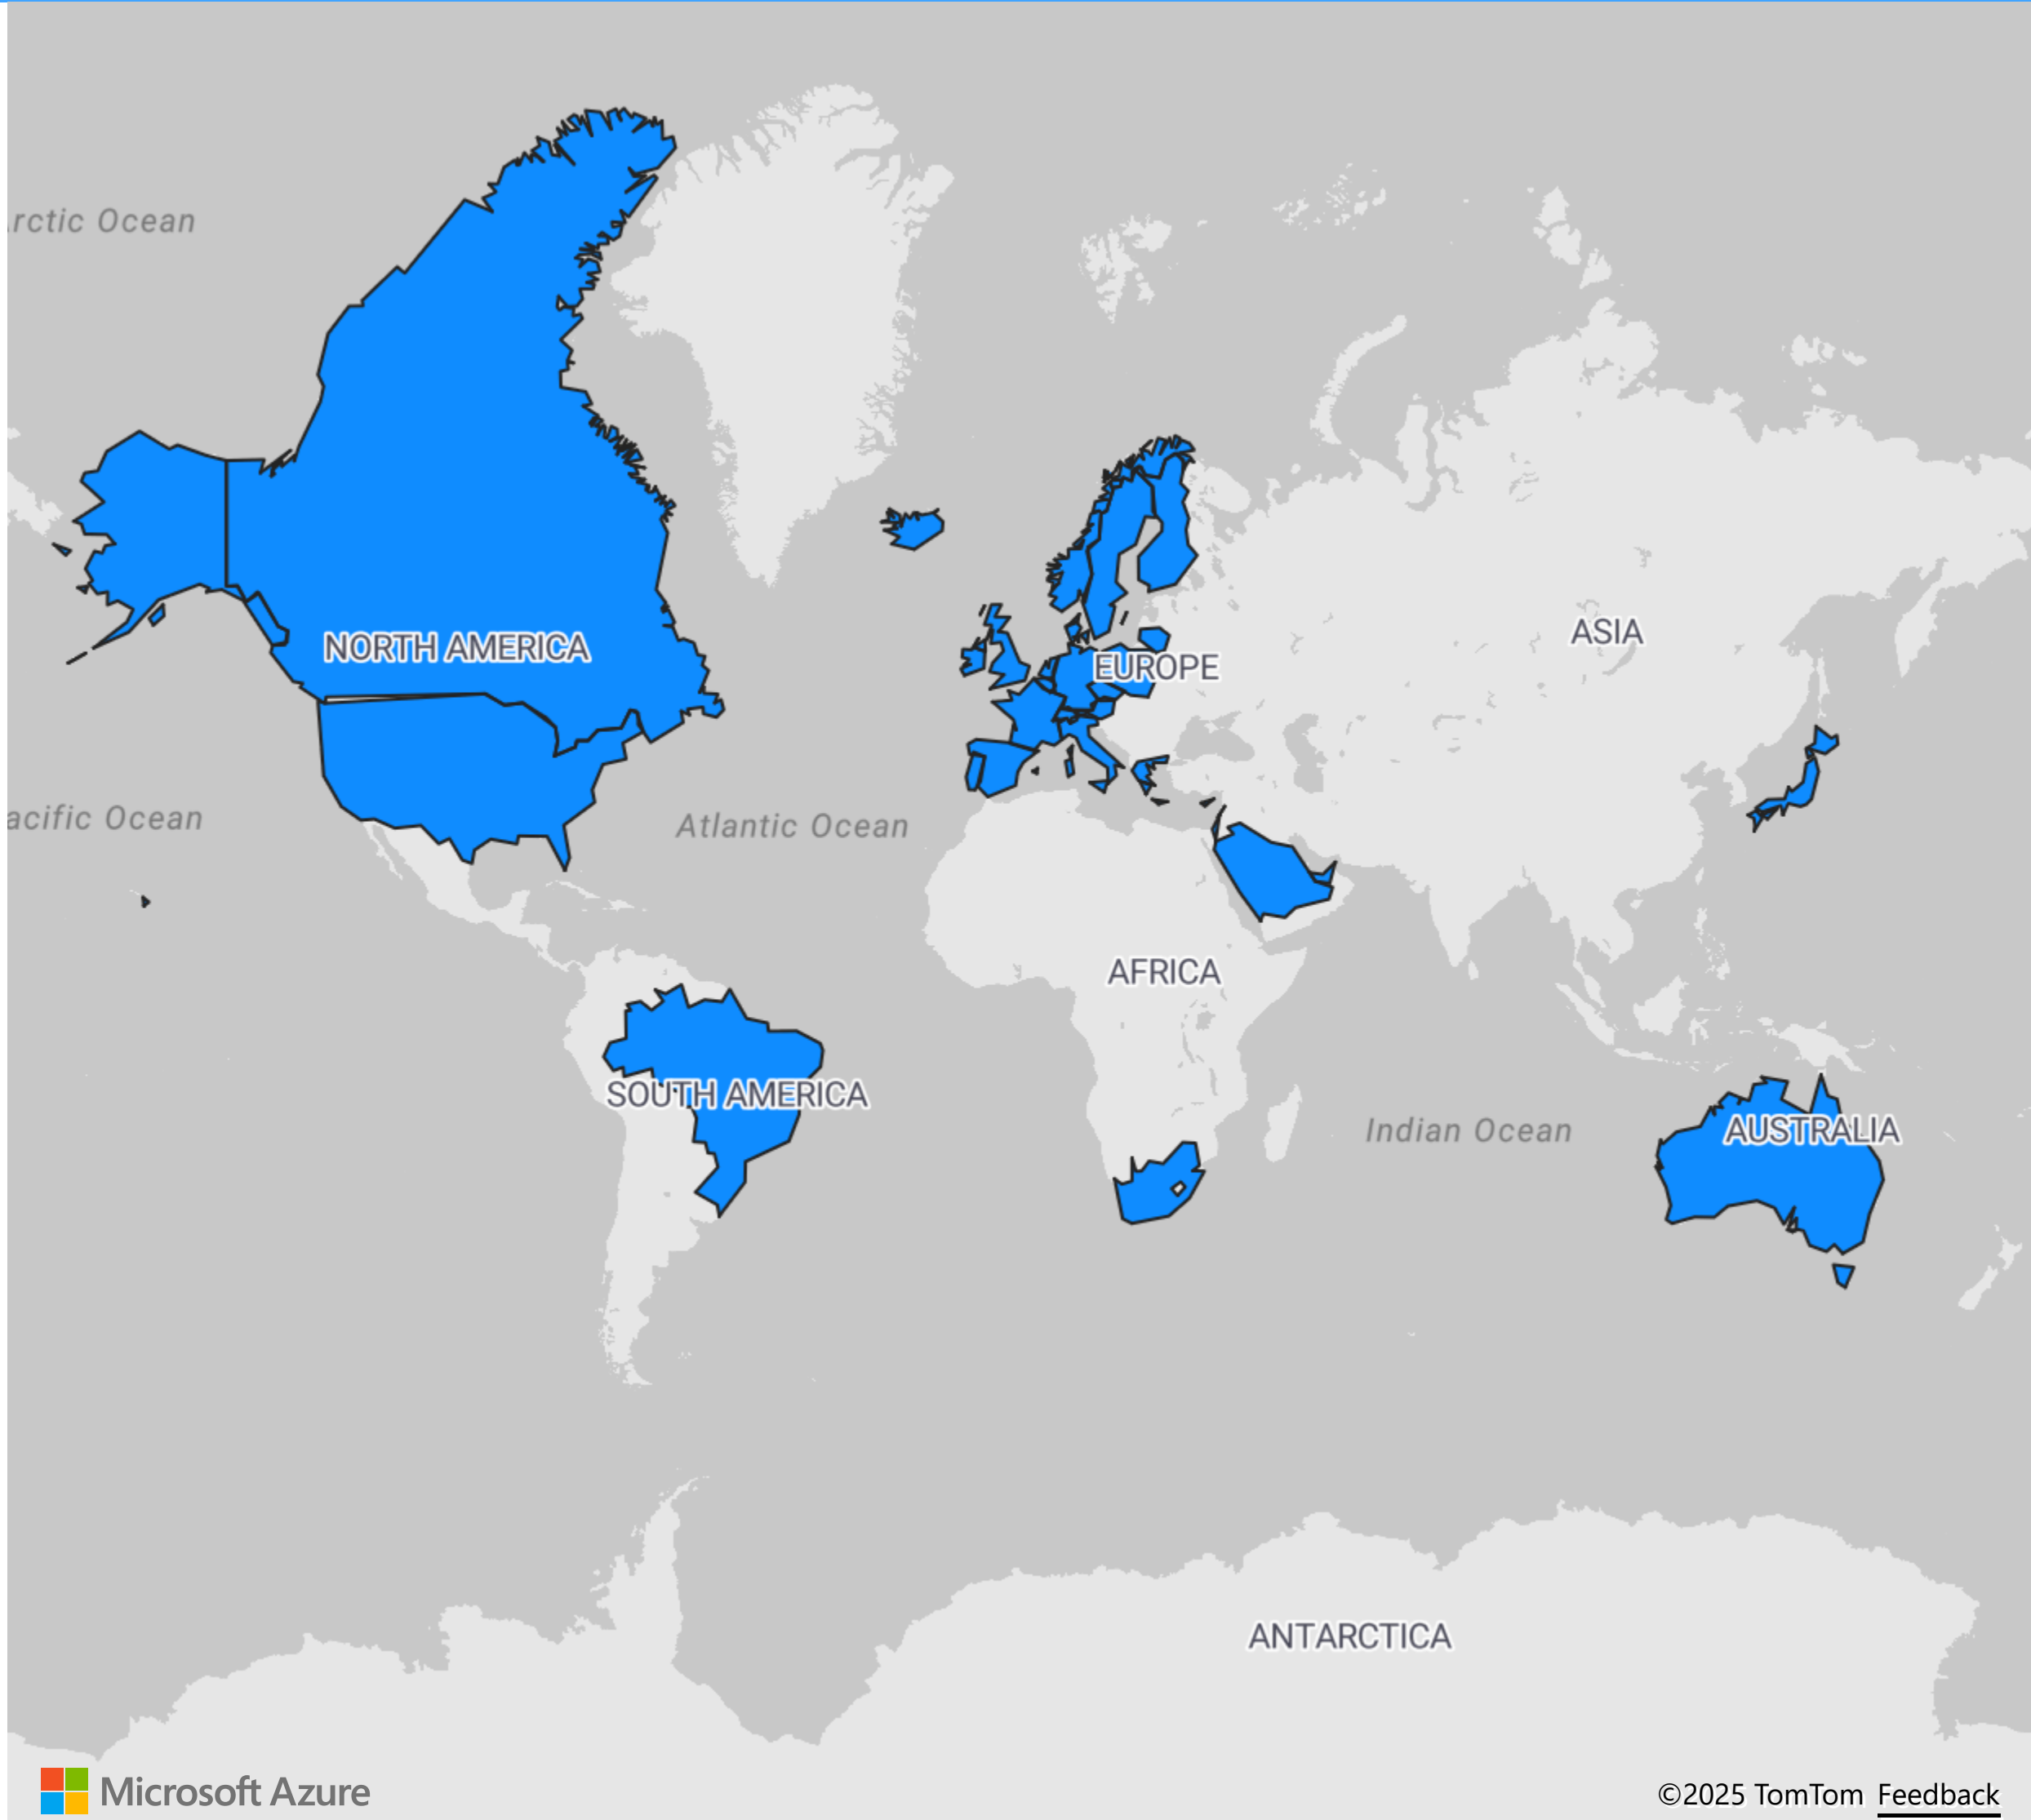 rctic Ocean
NORTH AMERICA
EUROPE
ASIA
acific Ocean
Atlantic Ocean
AFRICA
SOUTH AMERICA
Indian Ocean
AUSTRALIA
ANTARCTICA
Microsoft Azure
©2025 TomTom Feedback